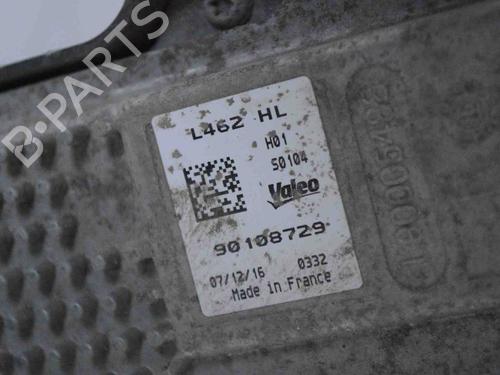 B-PARTS
L462 HL
H01
S0104
Valeo
90108729
07/12/16 0332
Made in France